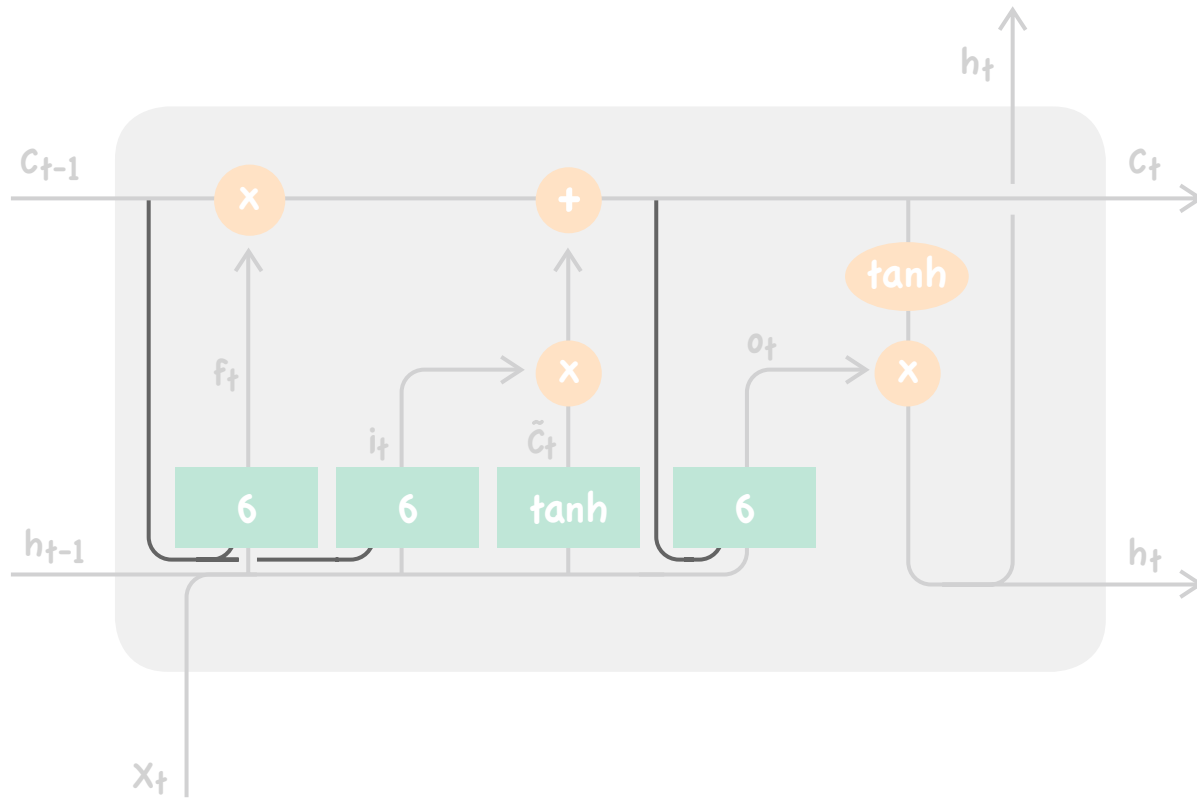 hₜ
Cₜ₋₁
Cₜ
x
+
tanh
fₜ
x
oₜ
x
iₜ
C̃ₜ
6
6
tanh
6
hₜ₋₁
hₜ
xₜ